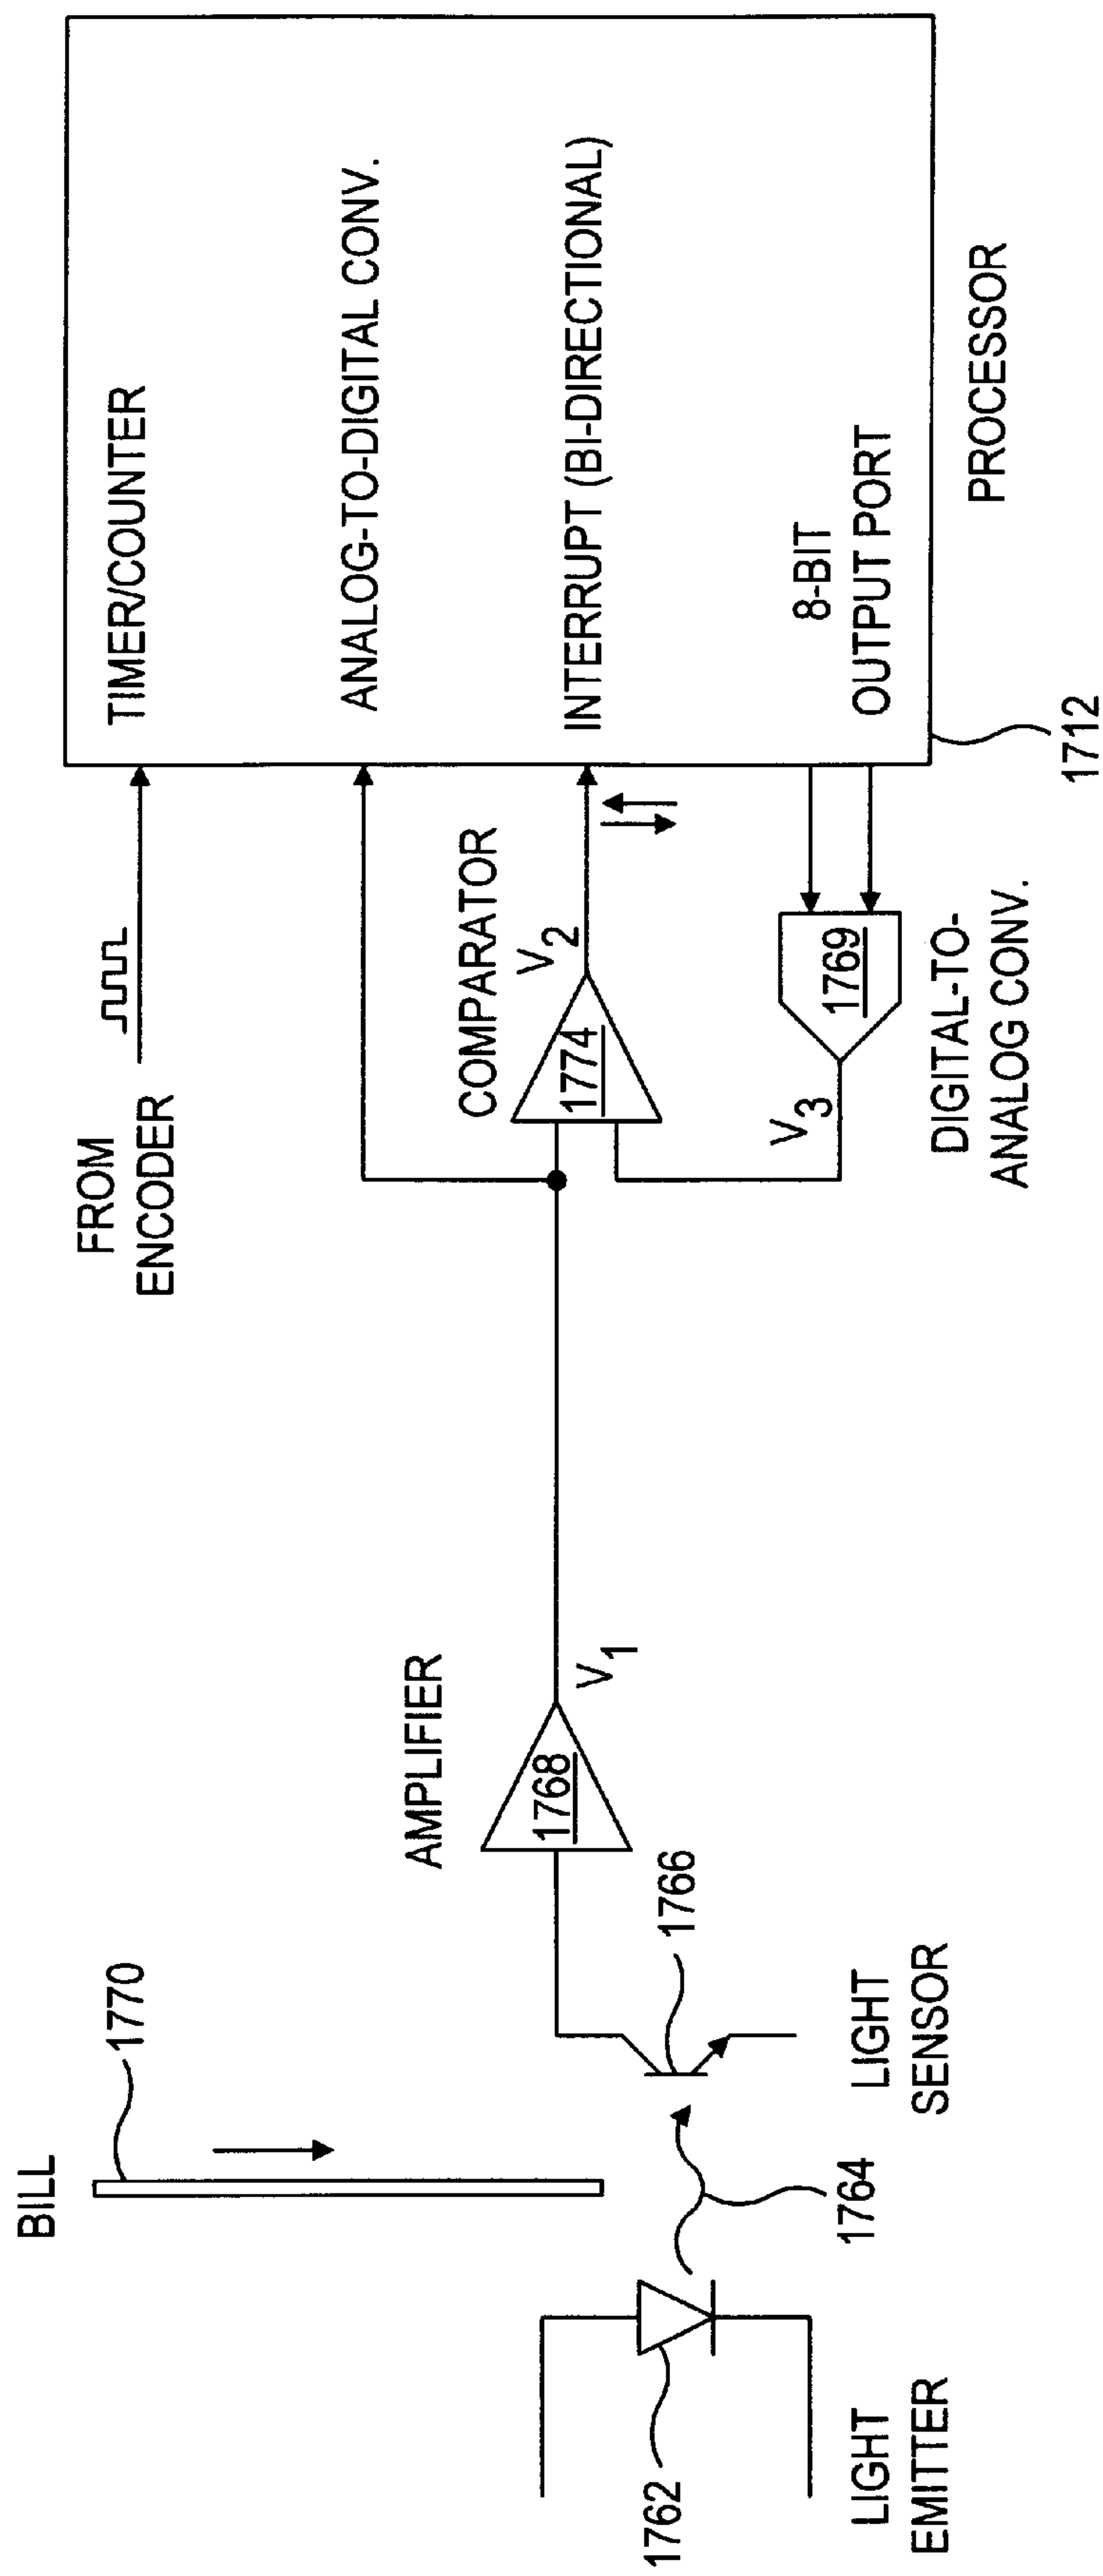 BILL
1770
LIGHT
EMITTER
1762
1764
LIGHT
SENSOR
1766
AMPLIFIER
1768
V1
FROM
ENCODER
COMPARATOR
1774
V2
V3
1769
DIGITAL-TO-
ANALOG CONV.
TIMER/COUNTER
ANALOG-TO-DIGITAL CONV.
INTERRUPT (BI-DIRECTIONAL)
8-BIT
OUTPUT PORT
PROCESSOR
1712